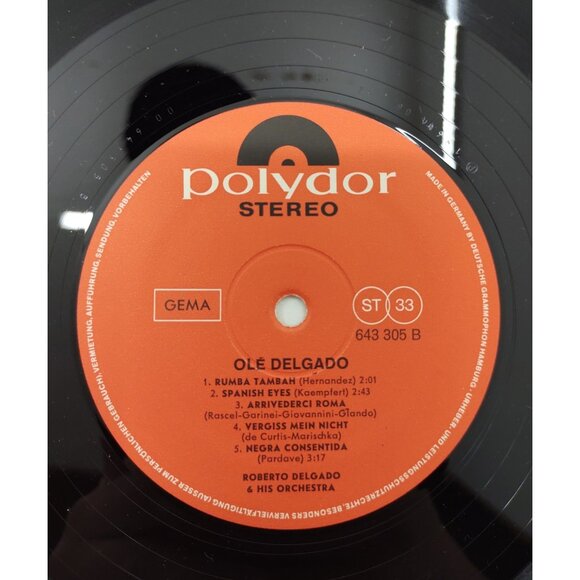 polydor
STEREO
GEMA
ST 33
643 305 B
OLÉ DELGADO
1. RUMBA TAMBAH (Hernandez) 2:01
2. SPANISH EYES (Kaempfert) 2:43
3. ARRIVEDERCI ROMA
(Rascel-Garinei-Giovannini-Giando)
4. VERGISS MEIN NICHT
(de Curtis-Marischka)
5. NEGRA CONSENTIDA
(Pardave) 3:17
ROBERTO DELGADO
& HIS ORCHESTRA
MADE IN GERMANY BY DEUTSCHE GRAMMOPHON HAMBURG. URHEBER- UND LEISTUNGSSCHUTZRECHTE, BESONDERS VERVIELFÄLTIGUNG (AUSSER ZUM PERSÖNLICHEN GEBRAUCH), VERMIETUNG, AUFFÜHRUNG, SENDUNG, VORBEHALTEN